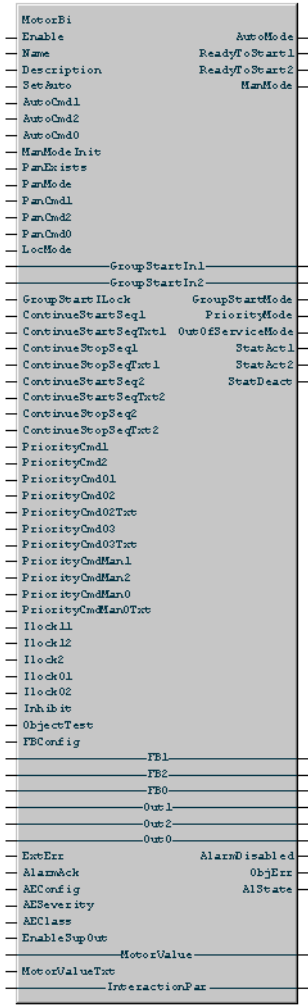 MotorBi
Enable AutoMode
Name ReadyToStart1
Description ReadyToStart2
SetAuto ManMode
AutoCmd1
AutoCmd2
AutoCmd0
ManModeInit
PanExists
PanMode
PanCmd1
PanCmd2
PanCmd0
LocMode
GroupStartIn1
GroupStartIn2
GroupStartILock GroupStartMode
ContinueStartSeq1 PriorityMode
ContinueStartSeqTxt1 OutOfServiceMode
ContinueStopSeq1 StatAct1
ContinueStopSeqTxt1 StatAct2
ContinueStartSeq2 StatDeact
ContinueStartSeqTxt2
ContinueStopSeq2
ContinueStopSeqTxt2
PriorityCmd1
PriorityCmd2
PriorityCmd01
PriorityCmd02
PriorityCmd02Txt
PriorityCmd03
PriorityCmd03Txt
PriorityCmdMan1
PriorityCmdMan2
PriorityCmdMan0
PriorityCmdMan0Txt
Ilock11
Ilock12
Ilock2
Ilock01
Ilock02
Inhibit
ObjectTest
FBConfig
FB1
FB2
FB0
Out1
Out2
Out0
ExtErr AlarmDisabled
AlarmAck ObjErr
AEConfig AlState
AESeverity
AEClass
EnableSupOut
MotorValue
MotorValueTxt
InteractionPar